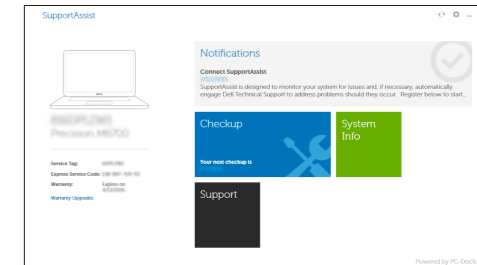 SupportAssist
Notifications
Connect SupportAssist
SupportAssist is designed to monitor your system for issues and, if necessary, automatically
engage Dell Technical Support to address problems should they occur. Register below to start...
Precision M6700
Checkup
Your next checkup is
System
Info
Service Tag:
Express Service Code:
Warranty:
Expires on
Warranty Upgrades
Support
Powered by PC-Docto